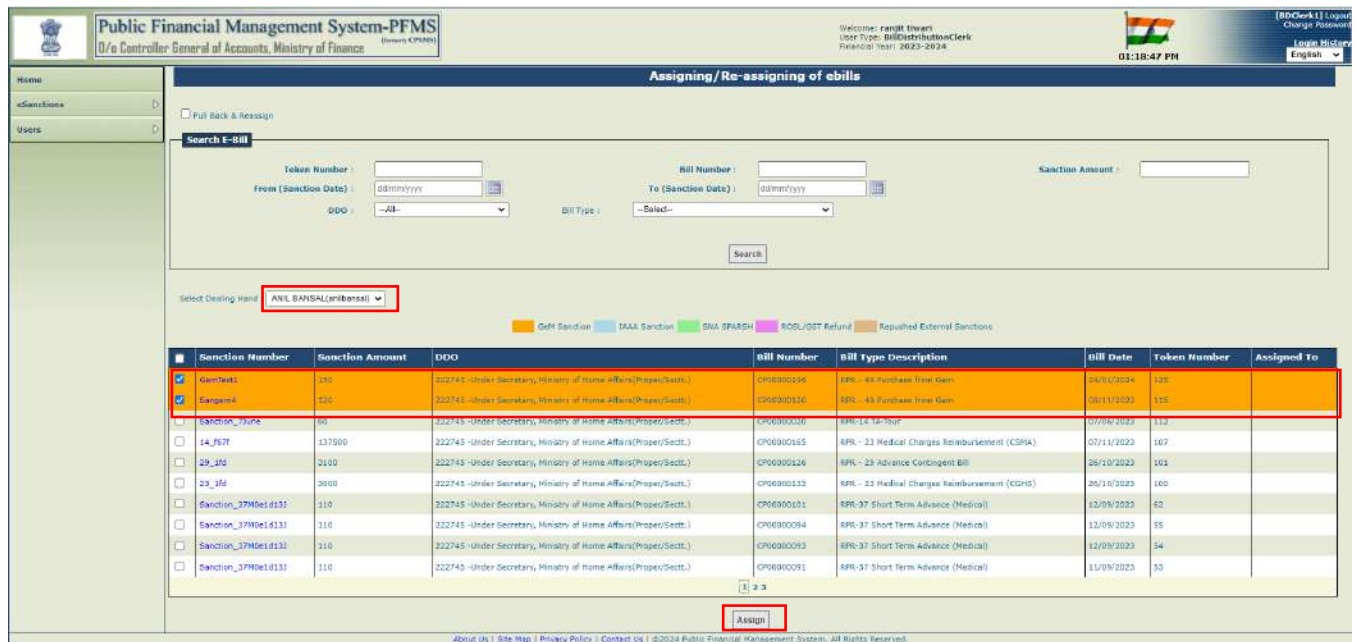 Public Financial Management System-PFMS
(formerly CPSMS)
O/o Controller General of Accounts, Ministry of Finance
Welcome: ranjit tiwari
User Type: BillDistributionClerk
Financial Year: 2023-2024
01:18:47 PM
[BDClerk1] Logout
Change Password
Login History
English
Home
eSanctions
Users
Assigning/Re-assigning of ebills
Pull Back & Reassign
Search E-Bill
Token Number :
Bill Number :
Sanction Amount :
From (Sanction Date) :
dd/mm/yyyy
To (Sanction Date) :
dd/mm/yyyy
DDO :
--All--
Bill Type :
--Select--
Search
Select Dealing Hand
ANIL BANSAL(anilbansal)
GeM Sanction
IAAA Sanction
SNA SPARSH
ROSL/GST Refund
Repushed External Sanctions
Sanction Number Sanction Amount DDO Bill Number Bill Type Description Bill Date Token Number Assigned To
GemTest1 222745 -Under Secretary, Ministry of Home Affairs(Proper/Sectt.) RPR - 49 Purchase from Gem
Sangam4 120 222745 -Under Secretary, Ministry of Home Affairs(Proper/Sectt.) RPR - 49 Purchase from Gem 115
Sanction_7June 60 222745 -Under Secretary, Ministry of Home Affairs(Proper/Sectt.) RPR-14 TA-Tour 07/06/2023 112
14_f67f 137500 222745 -Under Secretary, Ministry of Home Affairs(Proper/Sectt.) CP00000165 RPR - 23 Medical Charges Reimbursement (CSMA) 07/11/2023 107
29_1fd 3100 222745 -Under Secretary, Ministry of Home Affairs(Proper/Sectt.) CP00000126 RPR - 29 Advance Contingent Bill 26/10/2023 101
23_1fd 3000 222745 -Under Secretary, Ministry of Home Affairs(Proper/Sectt.) CP00000133 RPR - 23 Medical Charges Reimbursement (CGHS) 26/10/2023 100
Sanction_37M0e1d133 110 222745 -Under Secretary, Ministry of Home Affairs(Proper/Sectt.) CP00000101 RPR-37 Short Term Advance (Medical) 12/09/2023 62
Sanction_37M0e1d133 110 222745 -Under Secretary, Ministry of Home Affairs(Proper/Sectt.) CP00000094 RPR-37 Short Term Advance (Medical) 12/09/2023 55
Sanction_37M0e1d133 110 222745 -Under Secretary, Ministry of Home Affairs(Proper/Sectt.) CP00000093 RPR-37 Short Term Advance (Medical) 12/09/2023 54
Sanction_37M0e1d133 110 222745 -Under Secretary, Ministry of Home Affairs(Proper/Sectt.) CP00000091 RPR-37 Short Term Advance (Medical) 11/09/2023 53
1 2 3
Assign
About Us | Site Map | Privacy Policy | Contact Us | ©2024 Public Financial Management System. All Rights Reserved.